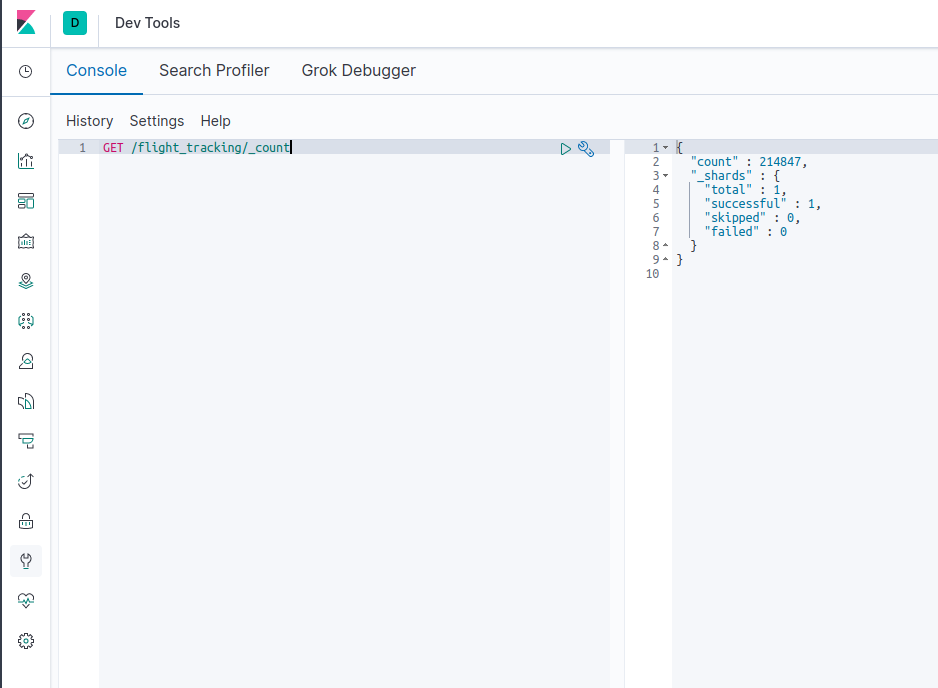 D Dev Tools
Console Search Profiler Grok Debugger
History Settings Help
1 GET /flight_tracking/_count
1 {
2 "count" : 214847,
3 "_shards" : {
4 "total" : 1,
5 "successful" : 1,
6 "skipped" : 0,
7 "failed" : 0
8 }
9 }
10